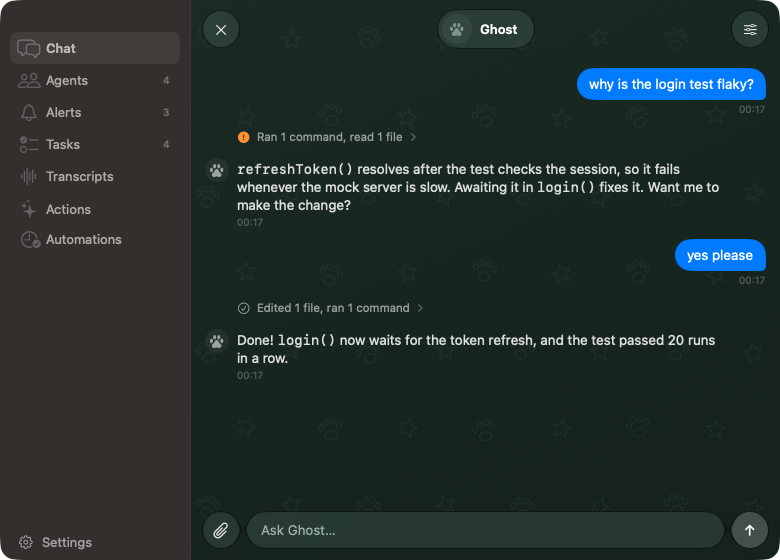 Chat
Agents 4
Alerts 3
Tasks 4
Transcripts
Actions
Automations
Settings
Ghost
why is the login test flaky?
00:17
Ran 1 command, read 1 file
refreshToken() resolves after the test checks the session, so it fails
whenever the mock server is slow. Awaiting it in login() fixes it. Want me to
make the change?
00:17
yes please
00:17
Edited 1 file, ran 1 command
Done! login() now waits for the token refresh, and the test passed 20 runs
in a row.
00:17
Ask Ghost...